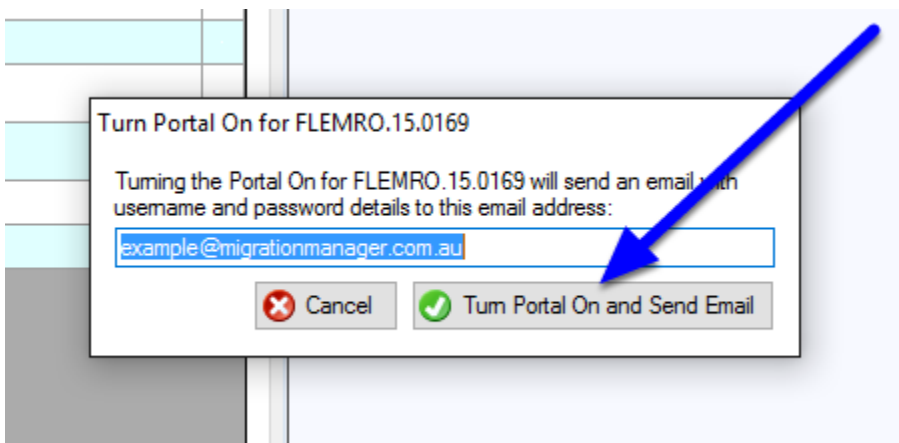 Turn Portal On for FLEMRO.15.0169
Turning the Portal On for FLEMRO.15.0169 will send an email with
username and password details to this email address:
example@migrationmanager.com.au
Cancel
Turn Portal On and Send Email